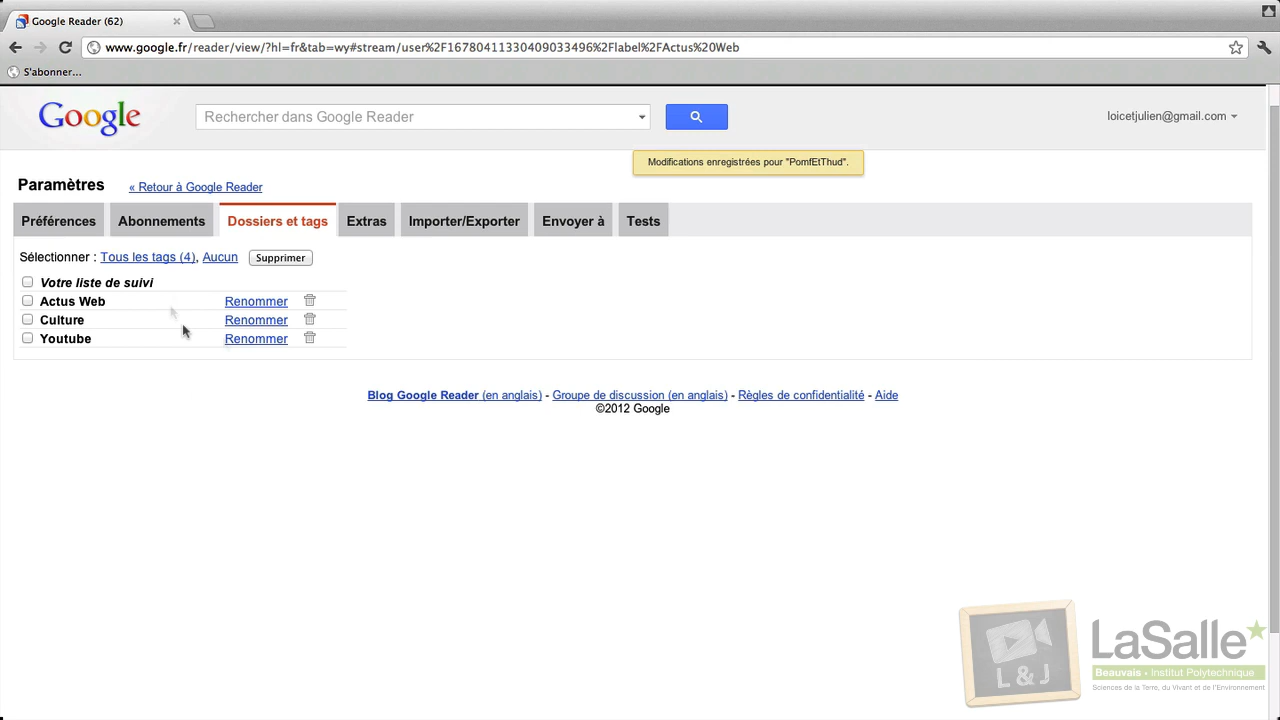 Google Reader (62)
www.google.fr/reader/view/?hl=fr&tab=wy#stream/user%2F16780411330409033496%2Flabel%2FActus%20Web
S'abonner...
Google
Rechercher dans Google Reader
loicetjulien@gmail.com
Modifications enregistrées pour "PomfEtThud".
Paramètres « Retour à Google Reader
Préférences Abonnements Dossiers et tags Extras Importer/Exporter Envoyer à Tests
Sélectionner : Tous les tags (4), Aucun Supprimer
Votre liste de suivi
Actus Web Renommer
Culture Renommer
Youtube Renommer
Blog Google Reader (en anglais) - Groupe de discussion (en anglais) - Règles de confidentialité - Aide
©2012 Google
L & J
LaSalle
Beauvais • Institut Polytechnique
Sciences de la Terre, du Vivant et de l'Environnement